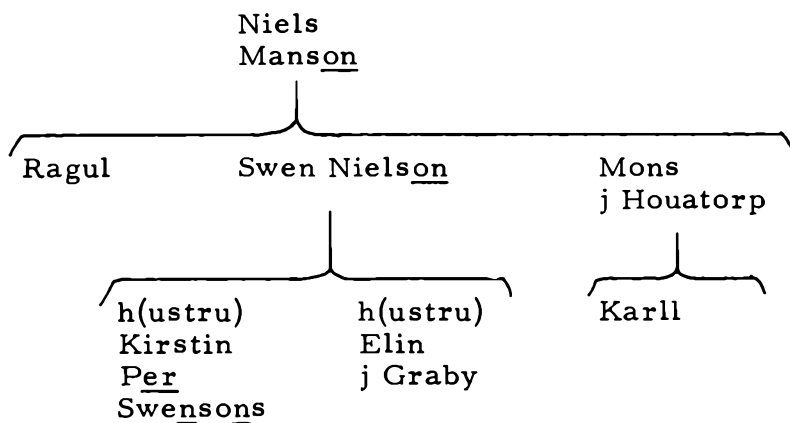 Niels
Manson
Ragul
Swen Nielson
Mons
j Houatorp
h(ustru)
Kirstin
Per
Swensons
h(ustru)
Elin
j Graby
Karll